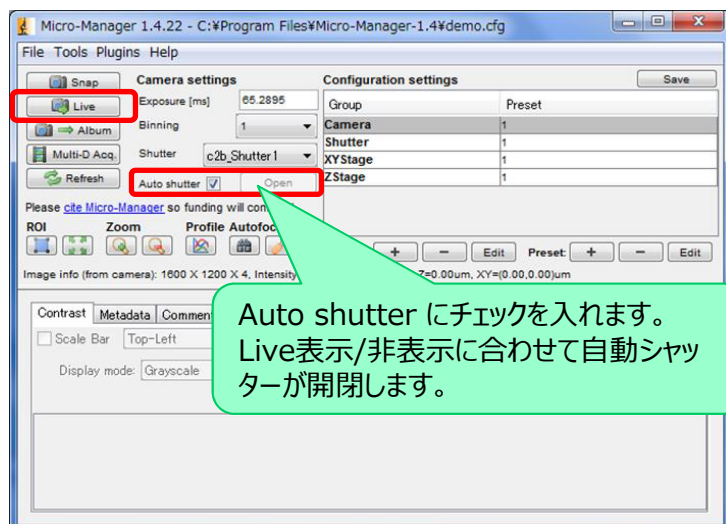 Micro-Manager 1.4.22 - C:¥Program Files¥Micro-Manager-1.4¥demo.cfg
File Tools Plugins Help
Snap
Camera settings
Configuration settings
Save
Live
Exposure [ms]
65.2895
Group
Preset
Album
Binning
1
Camera
1
Shutter
1
Multi-D Acq.
Shutter
c2b_Shutter1
XYStage
1
Refresh
Auto shutter
Open
ZStage
1
Please cite Micro-Manager so funding will
ROI
Zoom
Profile
+
-
Edit
Preset:
+
-
Edit
Image info (from camera): 1600 X 1200 X 4, Intensity
Z=0.00um, XY=(0.00,0.00)um
Contrast
Metadata
Scale Bar
Top-Left
Display mode:
Grayscale
Auto shutter にチェックを入れます。
Live表示/非表示に合わせて自動シャッ
ターが開閉します。